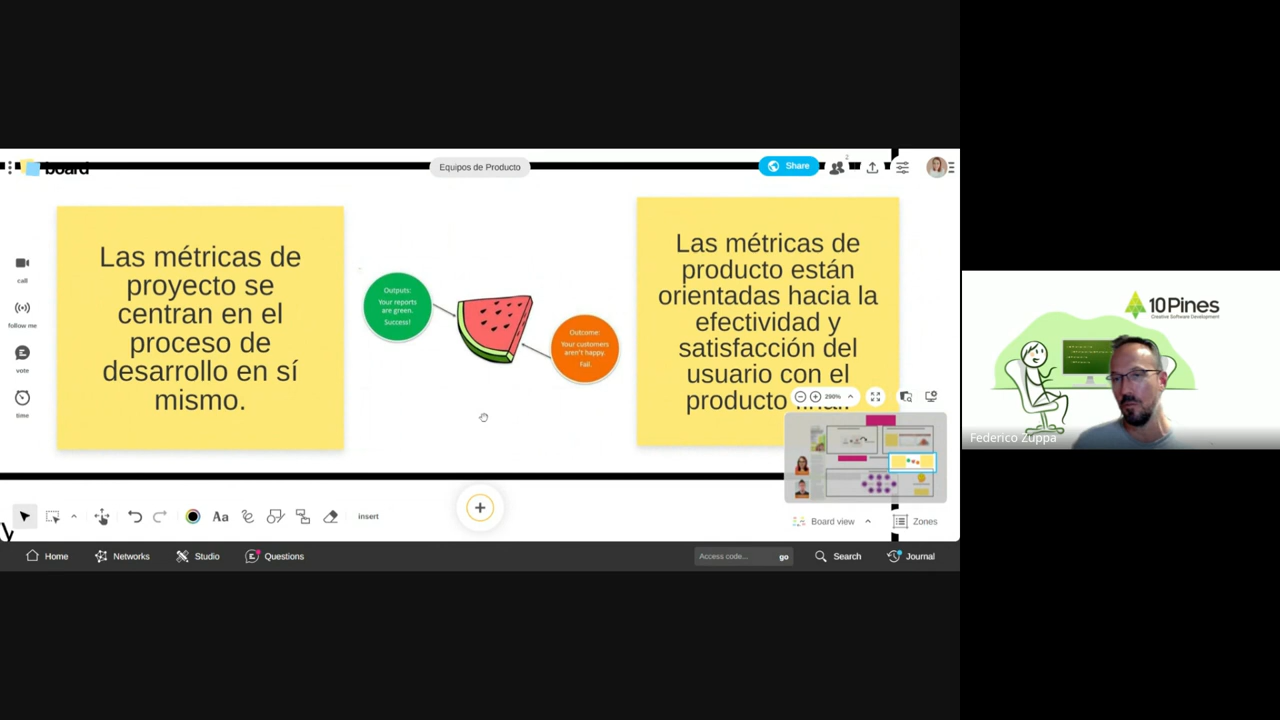 board
Equipos de Producto
Share
2
Las métricas de
proyecto se
centran en el
proceso de
desarrollo en sí
mismo.
Outputs:
Your reports
are green.
Success!
Outcome:
Your customers
aren't happy.
Fail.
Las métricas de
producto están
orientadas hacia la
efectividad y
satisfacción del
usuario con el
producto
call
follow me
vote
time
290%
Aa
insert
Board view
Zones
Home
Networks
Studio
Questions
Access code...
go
Search
Journal
10Pines
Creative Software Development
Federico Zuppa